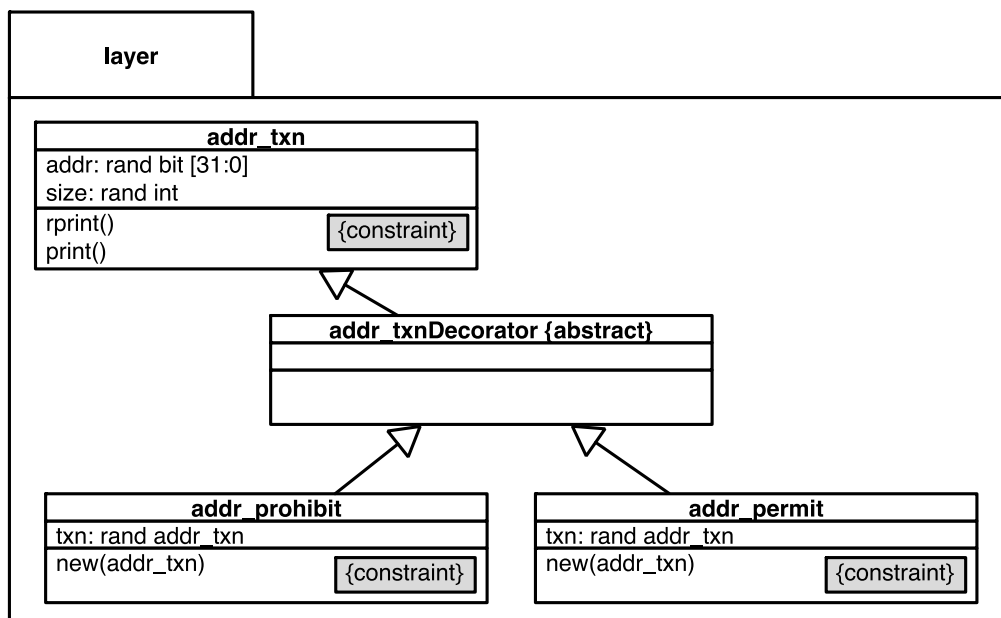 layer
addr_txn
addr: rand bit [31:0]
size: rand int
rprint()
print()
{constraint}
addr_txnDecorator {abstract}
addr_prohibit
txn: rand addr_txn
new(addr_txn)
{constraint}
addr_permit
txn: rand addr_txn
new(addr_txn)
{constraint}